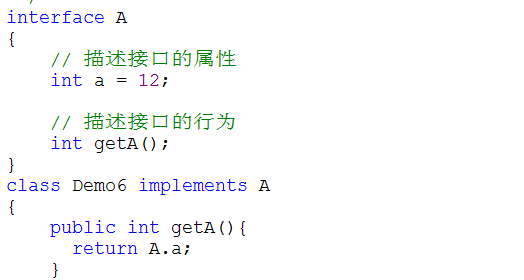 interface A
{
// 描述接口的属性
int a = 12;
// 描述接口的行为
int getA();
}
class Demo6 implements A
{
public int getA(){
return A.a;
}